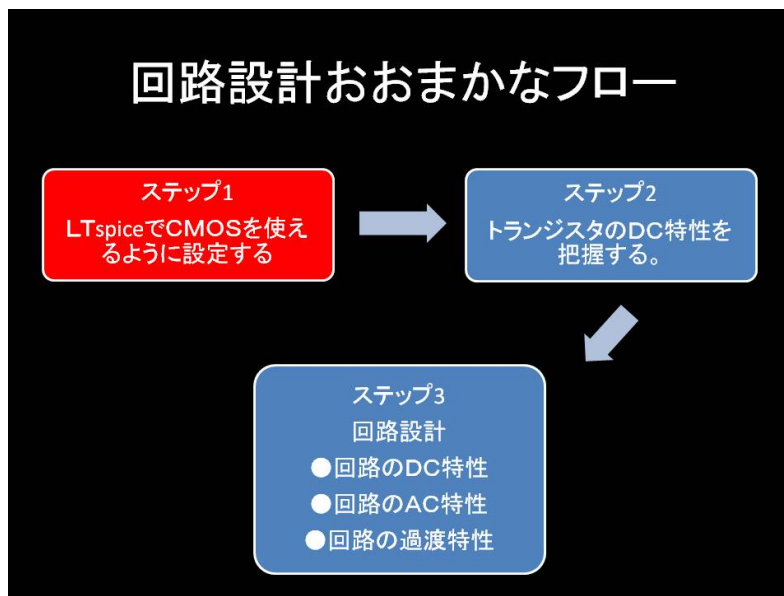 回路設計おおまかなフロー
ステップ1
LTspiceでCMOSを使え
るように設定する
ステップ2
トランジスタのDC特性を
把握する。
ステップ3
回路設計
●回路のDC特性
●回路のAC特性
●回路の過渡特性